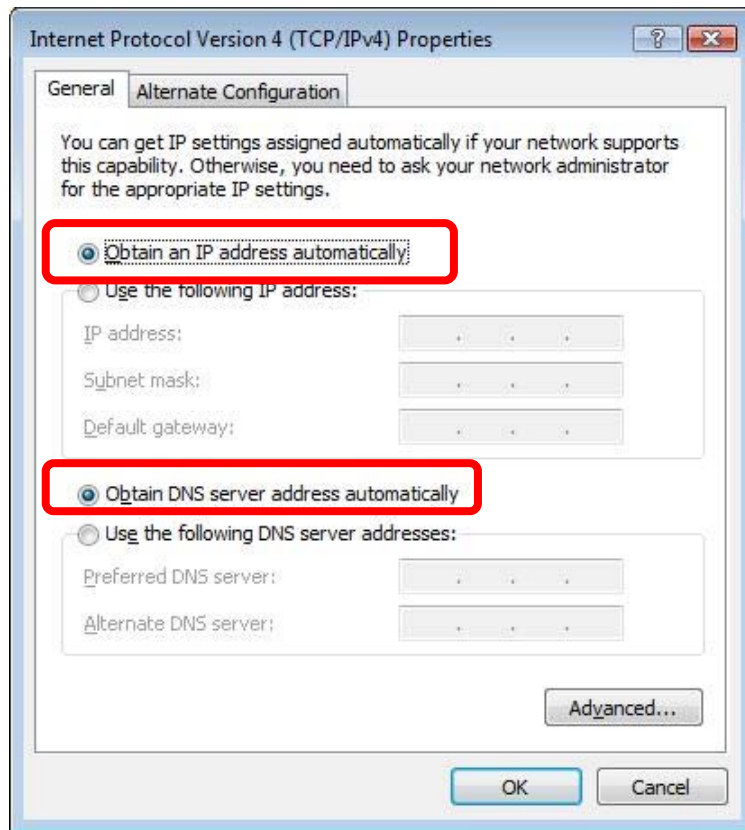 Internet Protocol Version 4 (TCP/IPv4) Properties
General
Alternate Configuration
You can get IP settings assigned automatically if your network supports
this capability. Otherwise, you need to ask your network administrator
for the appropriate IP settings.
Obtain an IP address automatically
Use the following IP address:
IP address:
Subnet mask:
Default gateway:
Obtain DNS server address automatically
Use the following DNS server addresses:
Preferred DNS server:
Alternate DNS server:
Advanced...
OK
Cancel